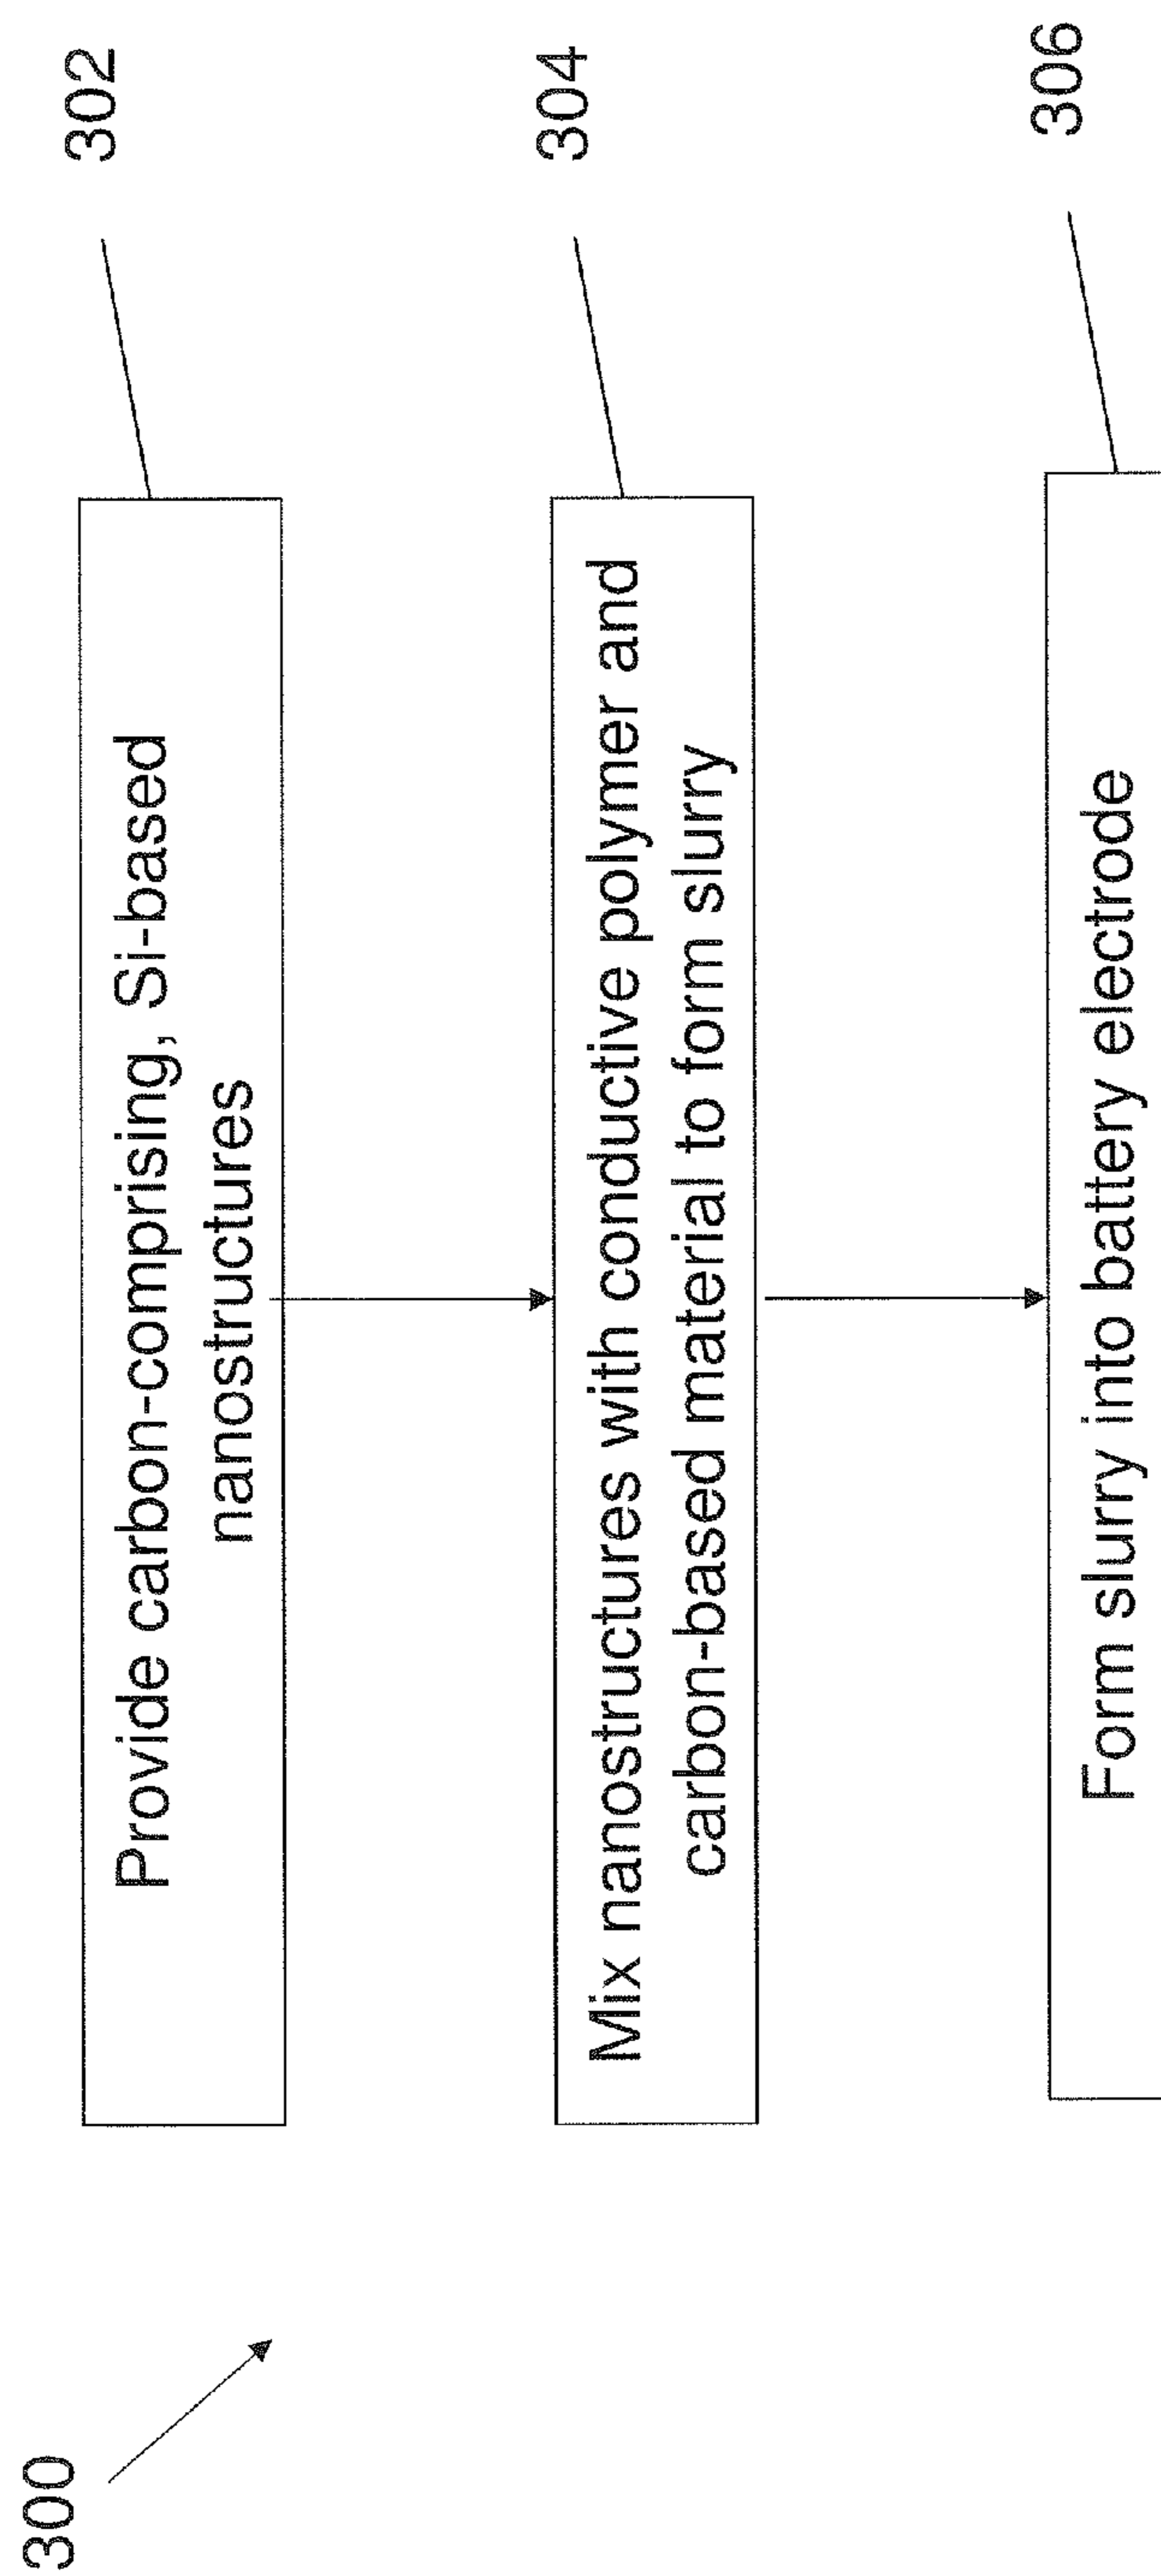 300
Provide carbon-comprising, Si-based
nanostructures
302
Mix nanostructures with conductive polymer and
carbon-based material to form slurry
304
Form slurry into battery electrode
306